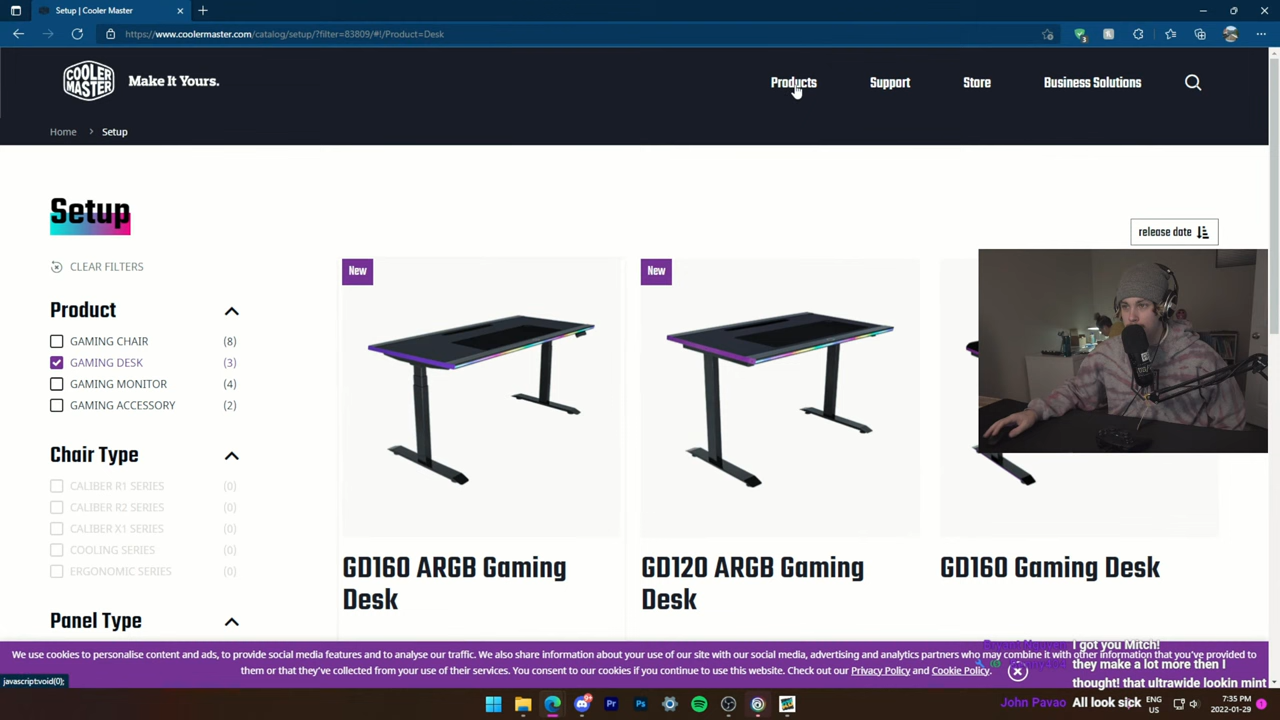 Setup | Cooler Master
https://www.coolermaster.com/catalog/setup/?filter=83809/#!/Product=Desk
3
COOLER MASTER
Make It Yours.
Products
Support
Store
Business Solutions
Home > Setup
Setup
release date
CLEAR FILTERS
Product
GAMING CHAIR (8)
GAMING DESK (3)
GAMING MONITOR (4)
GAMING ACCESSORY (2)
Chair Type
CALIBER R1 SERIES (0)
CALIBER R2 SERIES (0)
CALIBER X1 SERIES (0)
COOLING SERIES (0)
ERGONOMIC SERIES (0)
Panel Type
New
GD160 ARGB Gaming
Desk
New
GD120 ARGB Gaming
Desk
GD160 Gaming Desk
We use cookies to personalise content and ads, to provide social media features and to analyse our traffic. We also share information about your use of our site with our social media, advertising and analytics partners who may combine it with other information that you've provided to
them or that they've collected from your use of their services. You consent to our cookies if you continue to use this website. Check out our Privacy Policy and Cookie Policy.
javascript:void(0);
I got you Mitch!
they make a lot more then I
thought! that ultrawide lookin mint
John Pavao All look sick
Pr
Ps
ENG
US
7:35 PM
2022-01-29
1